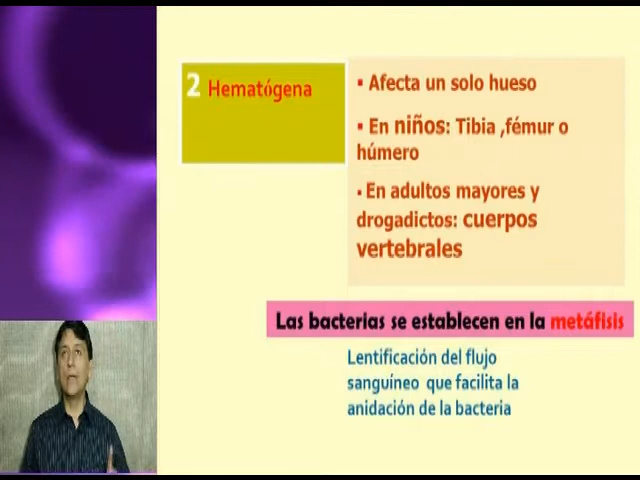 2 Hematógena
▪ Afecta un solo hueso
▪ En niños: Tibia ,fémur o
húmero
▪ En adultos mayores y
drogadictos: cuerpos
vertebrales
Las bacterias se establecen en la metáfisis
Lentificación del flujo
sanguíneo que facilita la
anidación de la bacteria